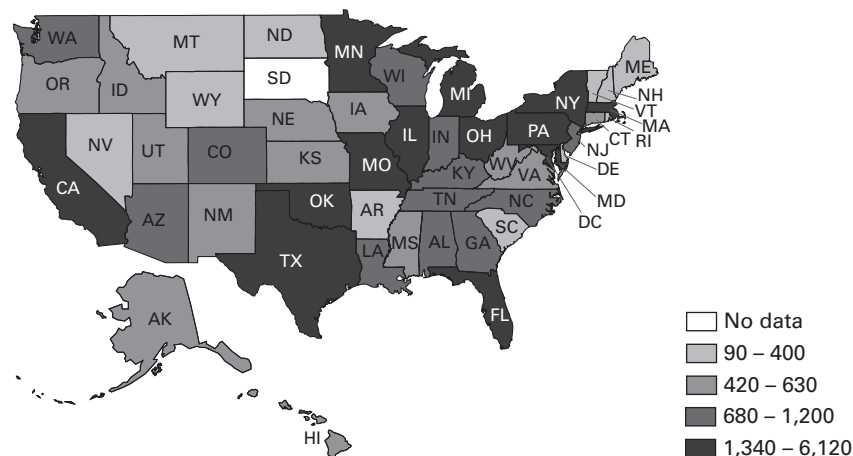 WA
MT
ND
MN
OR
ID
SD
WI
WY
MI
NY
ME
NH
VT
MA
RI
CT
NJ
DE
MD
DC
NV
UT
CO
NE
IA
IL
IN
OH
PA
KS
MO
KY
WV
VA
CA
AZ
NM
OK
AR
TN
NC
SC
TX
LA
MS
AL
GA
FL
AK
HI
No data
90 – 400
420 – 630
680 – 1,200
1,340 – 6,120